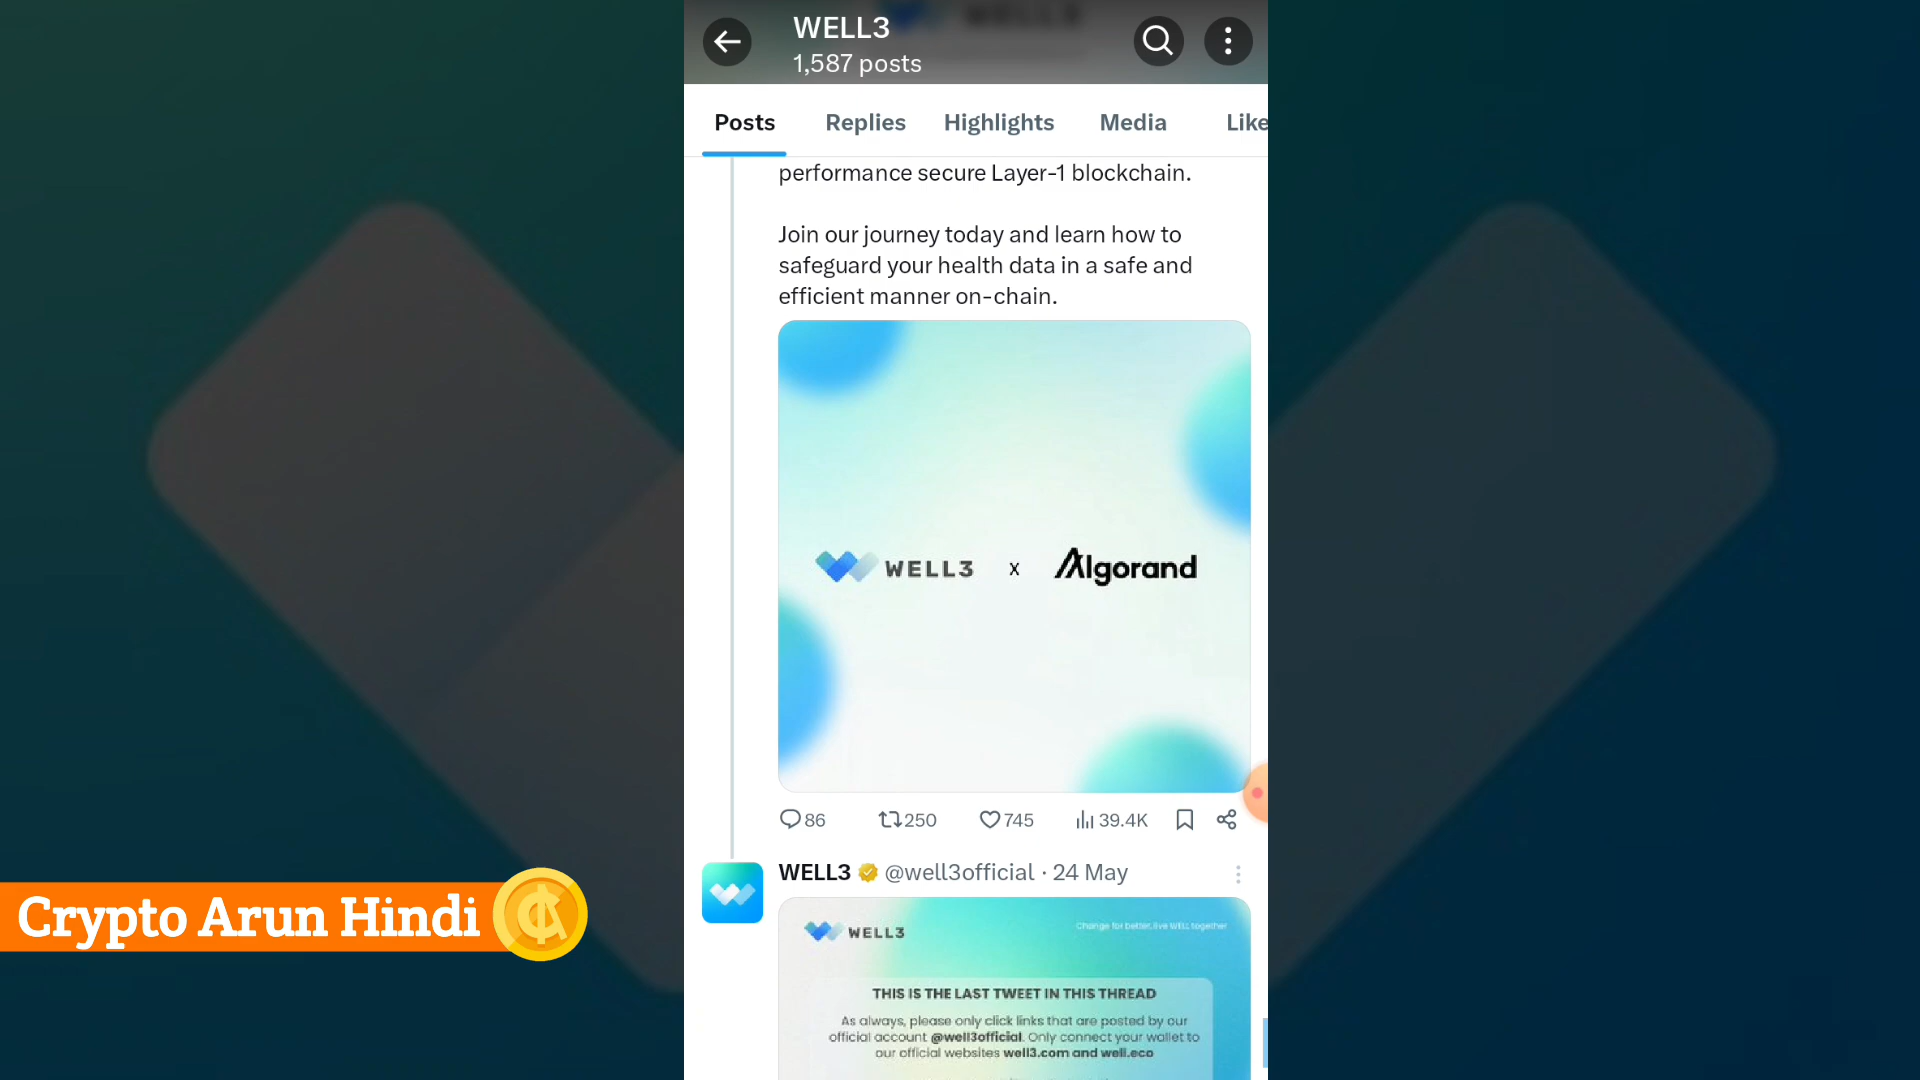 WELL3
1,587 posts
Posts Replies Highlights Media Like
performance secure Layer-1 blockchain.
Join our journey today and learn how to
safeguard your health data in a safe and
efficient manner on-chain.
WELL3 x Algorand
86 250 745 39.4K
WELL3 @well3official · 24 May
WELL3 Change for better, live WELL together
THIS IS THE LAST TWEET IN THIS THREAD
As always, please only click links that are posted by our
official account @well3official. Only connect your wallet to
our official websites well3.com and well.eco
Crypto Arun Hindi